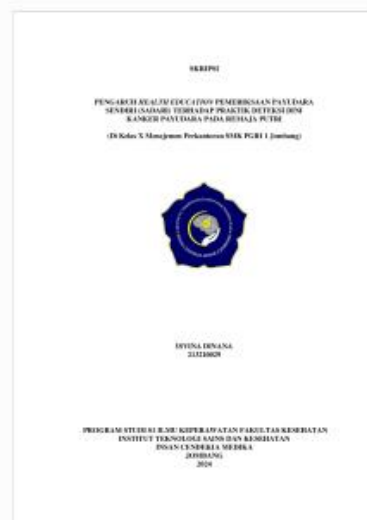 SKRIPSI
PENGARUH HEALTH EDUCATION PEMERIKSAAN PAYUDARA
SENDIRI (SADARI) TERHADAP PRAKTIK DETEKSI DINI
KANKER PAYUDARA PADA REMAJA PUTRI
(Di Kelas X Manajemen Perkantoran SMK PGRI 1 Jombang)
DINANA
PROGRAM STUDI S1 ILMU KEPERAWATAN FAKULTAS KESEHATAN
INSTITUT TEKNOLOGI SAINS DAN KESEHATAN
INSAN CENDEKIA MEDIKA
JOMBANG
2024